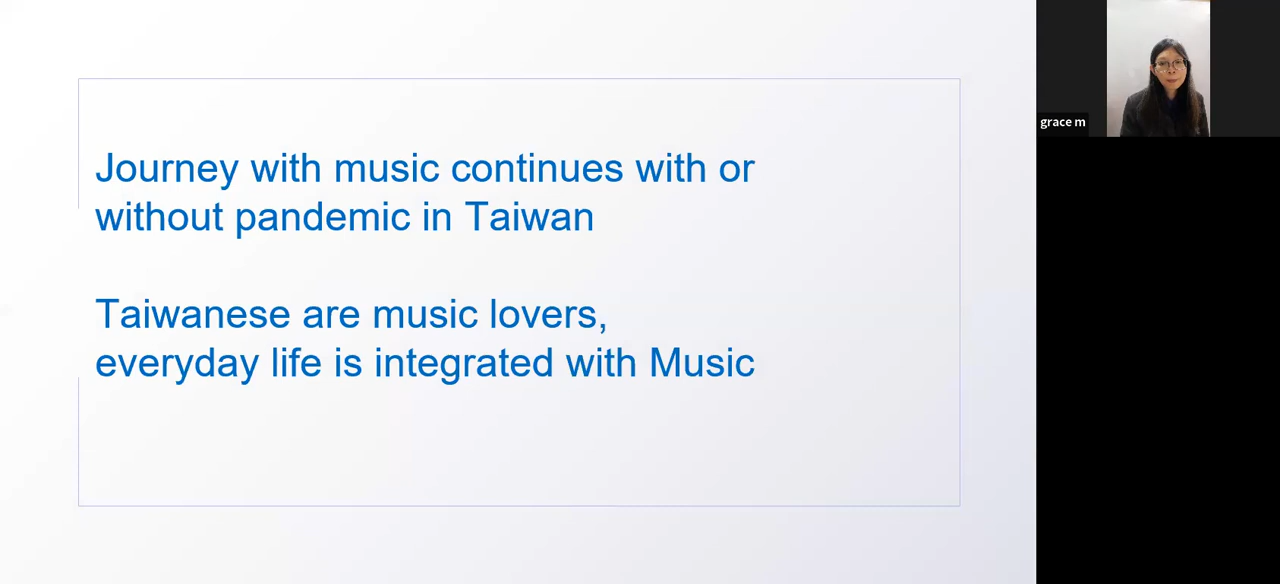 Journey with music continues with or
without pandemic in Taiwan
Taiwanese are music lovers,
everyday life is integrated with Music
grace m